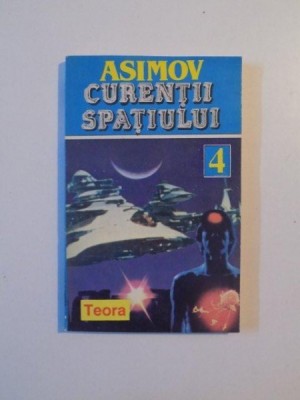 ASIMOV
CURENȚII
SPAȚIULUI
4
Teora